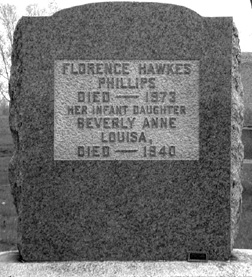 FLORENCE HAWKES
PHILLIPS
DIED — 1973
HER INFANT DAUGHTER
BEVERLY ANNE
LOUISA,
DIED — 1940